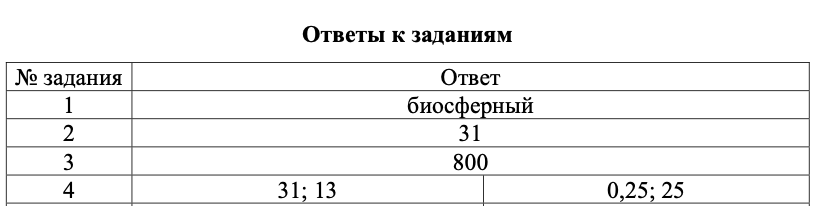 Ответы к заданиям
№ задания Ответ
1 биосферный
2 31
3 800
4 31; 13 0,25; 25